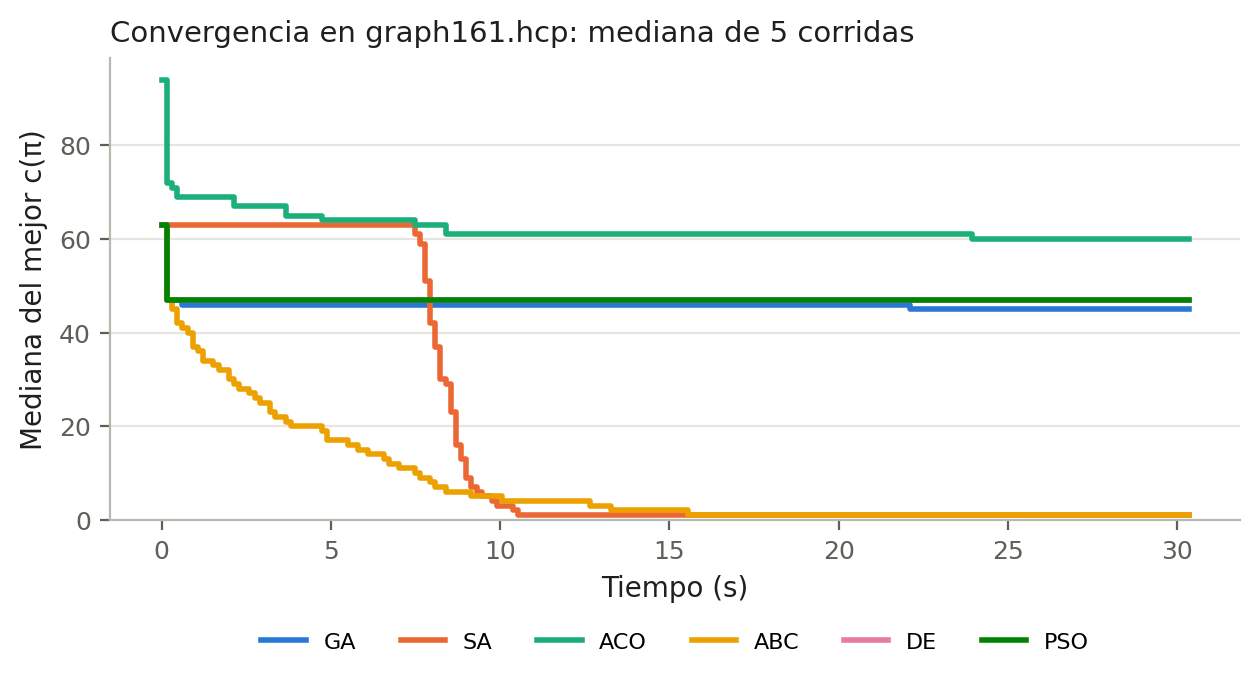 Convergencia en graph161.hcp: mediana de 5 corridas
Mediana del mejor c(π)
80
60
40
20
0
0 5 10 15 20 25 30
Tiempo (s)
GA SA ACO ABC DE PSO